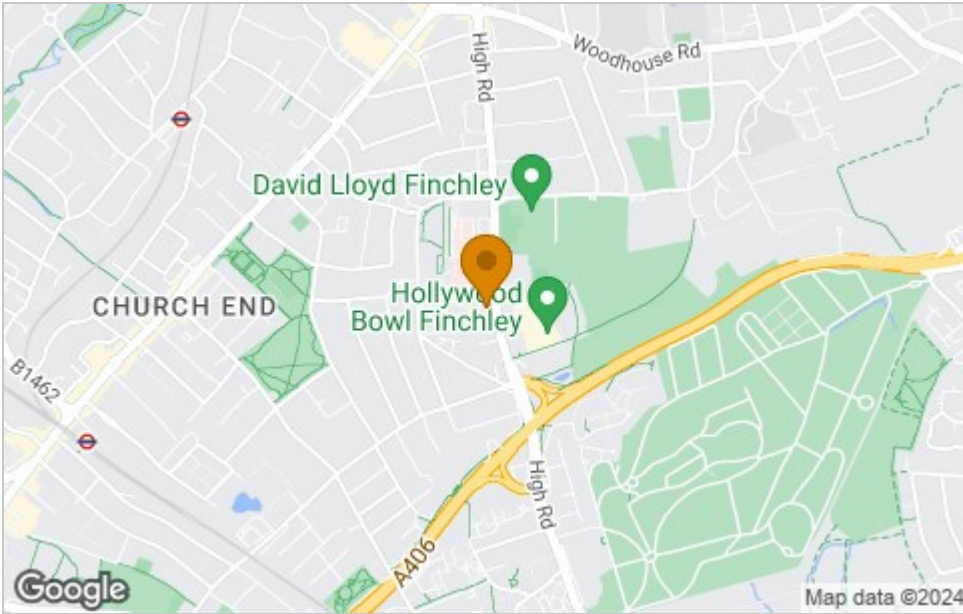 High Rd
Woodhouse Rd
David Lloyd Finchley
Hollywood
Bowl Finchley
CHURCH END
B1462
High Rd
A406
Google
Map data ©2024